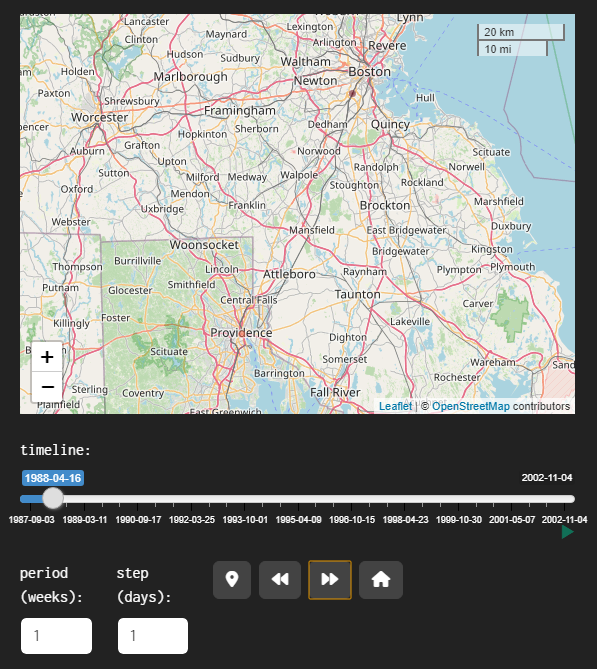 Lancaster
Clinton
Maynard
Lexington
Lynn
Arlington
Revere
Hudson
Sudbury
Waltham
Holden
Marlborough
Newton
Boston
Paxton
Shrewsbury
Hull
Worcester
Framingham
Sherborn
Dedham
Quincy
Hopkinton
Auburn
Grafton
Norwood
Scituate
Upton
Randolph
Norwell
Sutton
Milford
Medway
Walpole
Stoughton
Rockland
Oxford
Mendon
Marshfield
Uxbridge
Franklin
Brockton
Webster
Mansfield
East Bridgewater
Duxbury
Woonsocket
Bridgewater
Kingston
Thompson
Burrillville
Lincoln
Attleboro
Raynham
Plympton
Plymouth
Putnam
Glocester
Smithfield
Central Falls
Taunton
Carver
Killingly
Foster
Providence
Lakeville
Scituate
Dighton
Somerset
Wareham
Sand
Sterling
Coventry
Barrington
Rochester
Plainfield
East Greenwich
Fall River
20 km
10 mi
+
−
Leaflet | © OpenStreetMap contributors
timeline:
1988-04-16
2002-11-04
1987-09-03 1989-03-11 1990-09-17 1992-03-25 1993-10-01 1995-04-09 1996-10-15 1998-04-23 1999-10-30 2001-05-07 2002-11-04
period
(weeks):
step
(days):
1
1